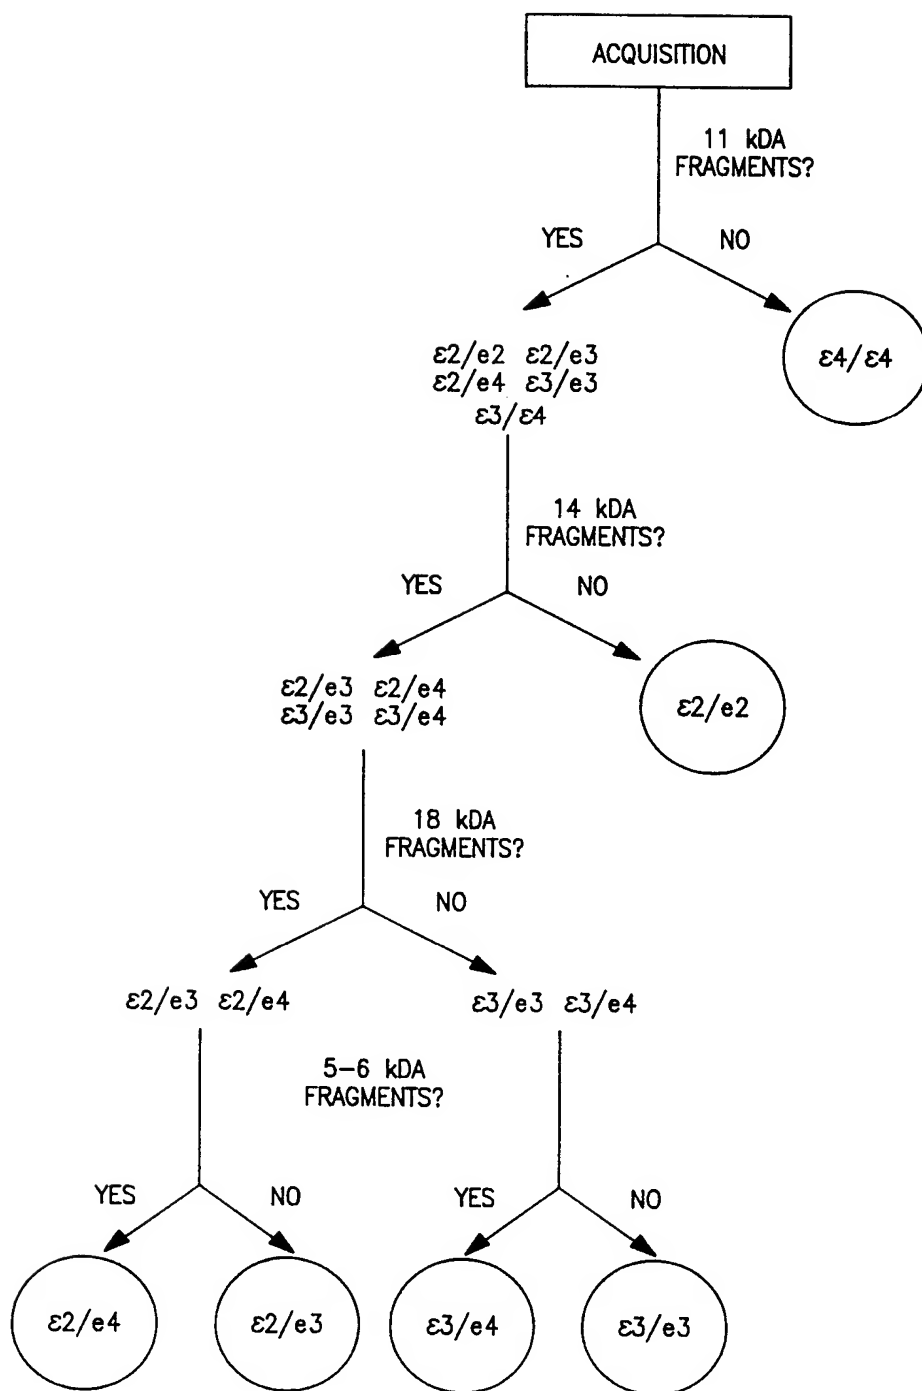 ACQUISITION
11 kDA
FRAGMENTS?
YES NO
ε2/e2 ε2/e3
ε2/e4 ε3/e3
ε3/ε4
ε4/ε4
14 kDA
FRAGMENTS?
YES NO
ε2/e3 ε2/e4
ε3/e3 ε3/e4
ε2/e2
18 kDA
FRAGMENTS?
YES NO
ε2/e3 ε2/e4
ε3/e3 ε3/e4
5–6 kDA
FRAGMENTS?
YES NO
YES NO
ε2/e4
ε2/e3
ε3/e4
ε3/e3